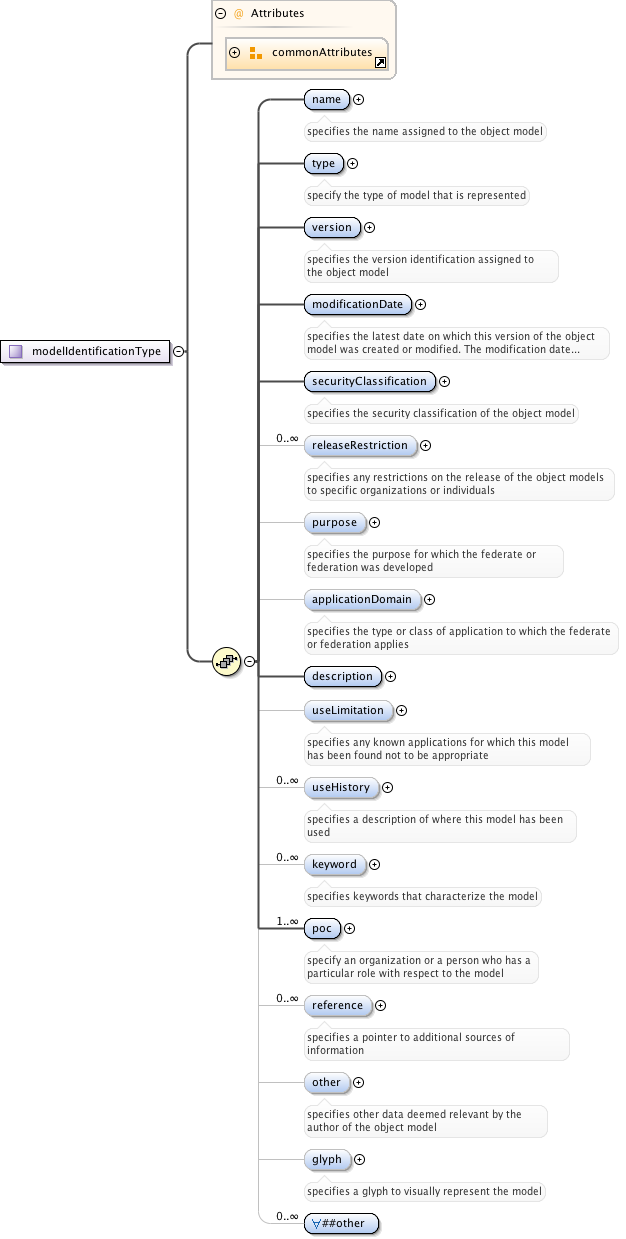 @ Attributes
commonAttributes
name
specifies the name assigned to the object model
type
specify the type of model that is represented
version
specifies the version identification assigned to
the object model
modificationDate
specifies the latest date on which this version of the object
model was created or modified. The modification date...
modelIdentificationType
securityClassification
specifies the security classification of the object model
0..∞
releaseRestriction
specifies any restrictions on the release of the object models
to specific organizations or individuals
purpose
specifies the purpose for which the federate or
federation was developed
applicationDomain
specifies the type or class of application to which the federate
or federation applies
description
useLimitation
specifies any known applications for which this model
has been found not to be appropriate
0..∞
useHistory
specifies a description of where this model has been
used
0..∞
keyword
specifies keywords that characterize the model
1..∞
poc
specify an organization or a person who has a
particular role with respect to the model
0..∞
reference
specifies a pointer to additional sources of
information
other
specifies other data deemed relevant by the
author of the object model
glyph
specifies a glyph to visually represent the model
0..∞
∀##other